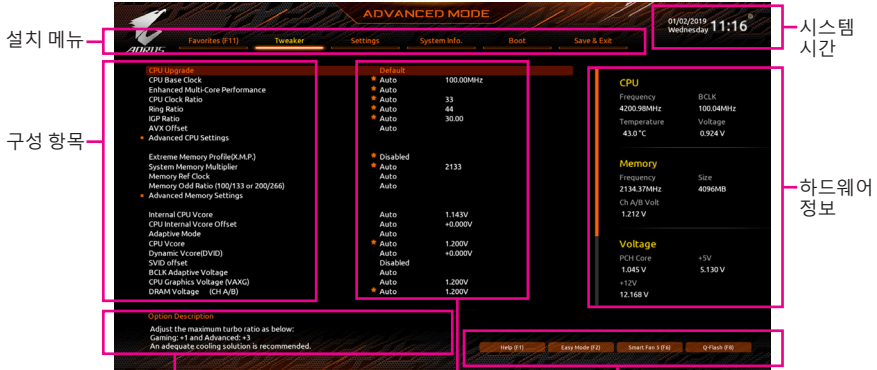 ADVANCED MODE
01/02/2019
Wednesday 11:16
시스템
시간
설치 메뉴
AORUS
Favorites (F11) Tweaker Settings System Info. Boot Save & Exit
구성 항목
CPU Upgrade Default
CPU Base Clock Auto 100.00MHz
Enhanced Multi-Core Performance Auto
CPU Clock Ratio Auto 33
Ring Ratio Auto 44
IGP Ratio Auto 30.00
AVX Offset Auto
Advanced CPU Settings
Extreme Memory Profile(X.M.P.) Disabled
System Memory Multiplier Auto 2133
Memory Ref Clock Auto
Memory Odd Ratio (100/133 or 200/266) Auto
Advanced Memory Settings
Internal CPU Vcore Auto 1.143V
CPU Internal Vcore Offset Auto +0.000V
Adaptive Mode Auto
CPU Vcore Auto 1.200V
Dynamic Vcore(DVID) Auto +0.000V
SVID offset Disabled
BCLK Adaptive Voltage Auto
CPU Graphics Voltage (VAXG) Auto 1.200V
DRAM Voltage (CH A/B) Auto 1.200V
CPU
Frequency BCLK
4200.98MHz 100.04MHz
Temperature Voltage
43.0°C 0.924 V
Memory
Frequency Size
2134.37MHz 4096MB
Ch A/B Volt
1.212 V
Voltage
PCH Core +5V
1.045 V 5.130 V
+12V
12.168 V
하드웨어
정보
Option Description
Adjust the maximum turbo ratio as below:
Gaming: +1 and Advanced: +3
An adequate cooling solution is recommended.
Help (F1) Easy Mode (F2) Smart Fan 5 (F6) Q-Flash (F8)